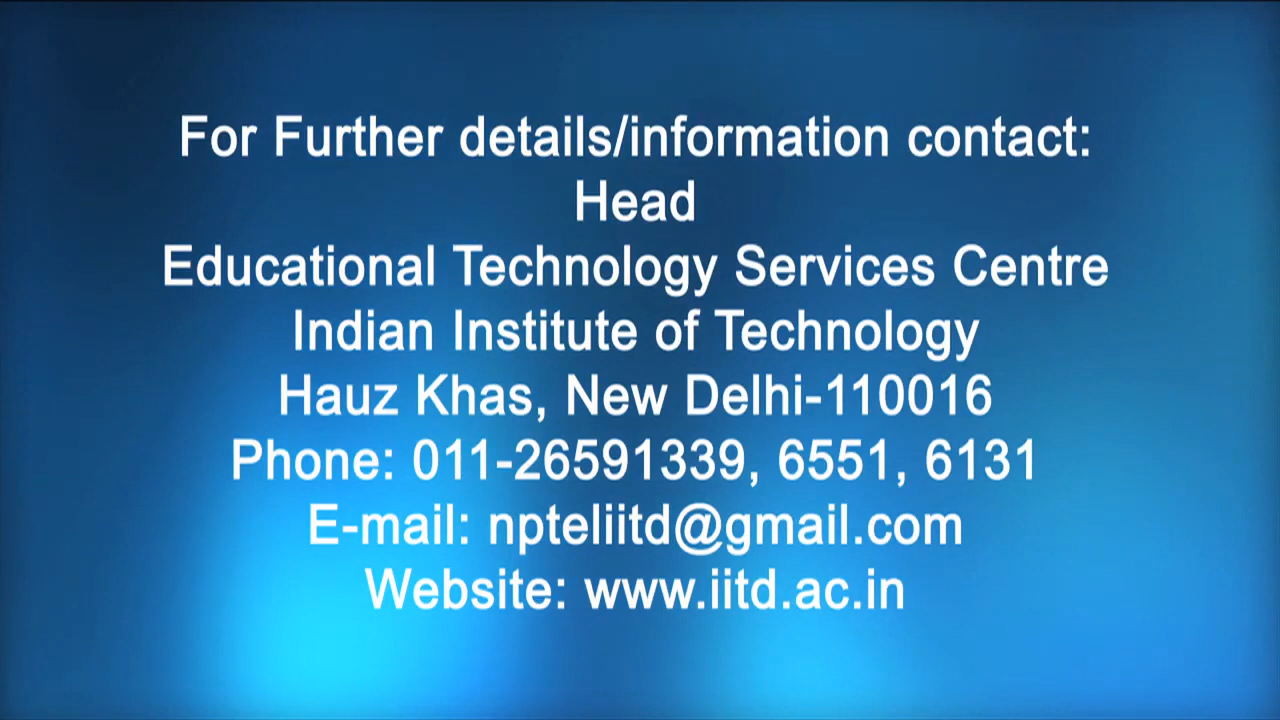 For Further details/information contact:
Head
Educational Technology Services Centre
Indian Institute of Technology
Hauz Khas, New Delhi-110016
Phone: 011-26591339, 6551, 6131
E-mail: npteliitd@gmail.com
Website: www.iitd.ac.in